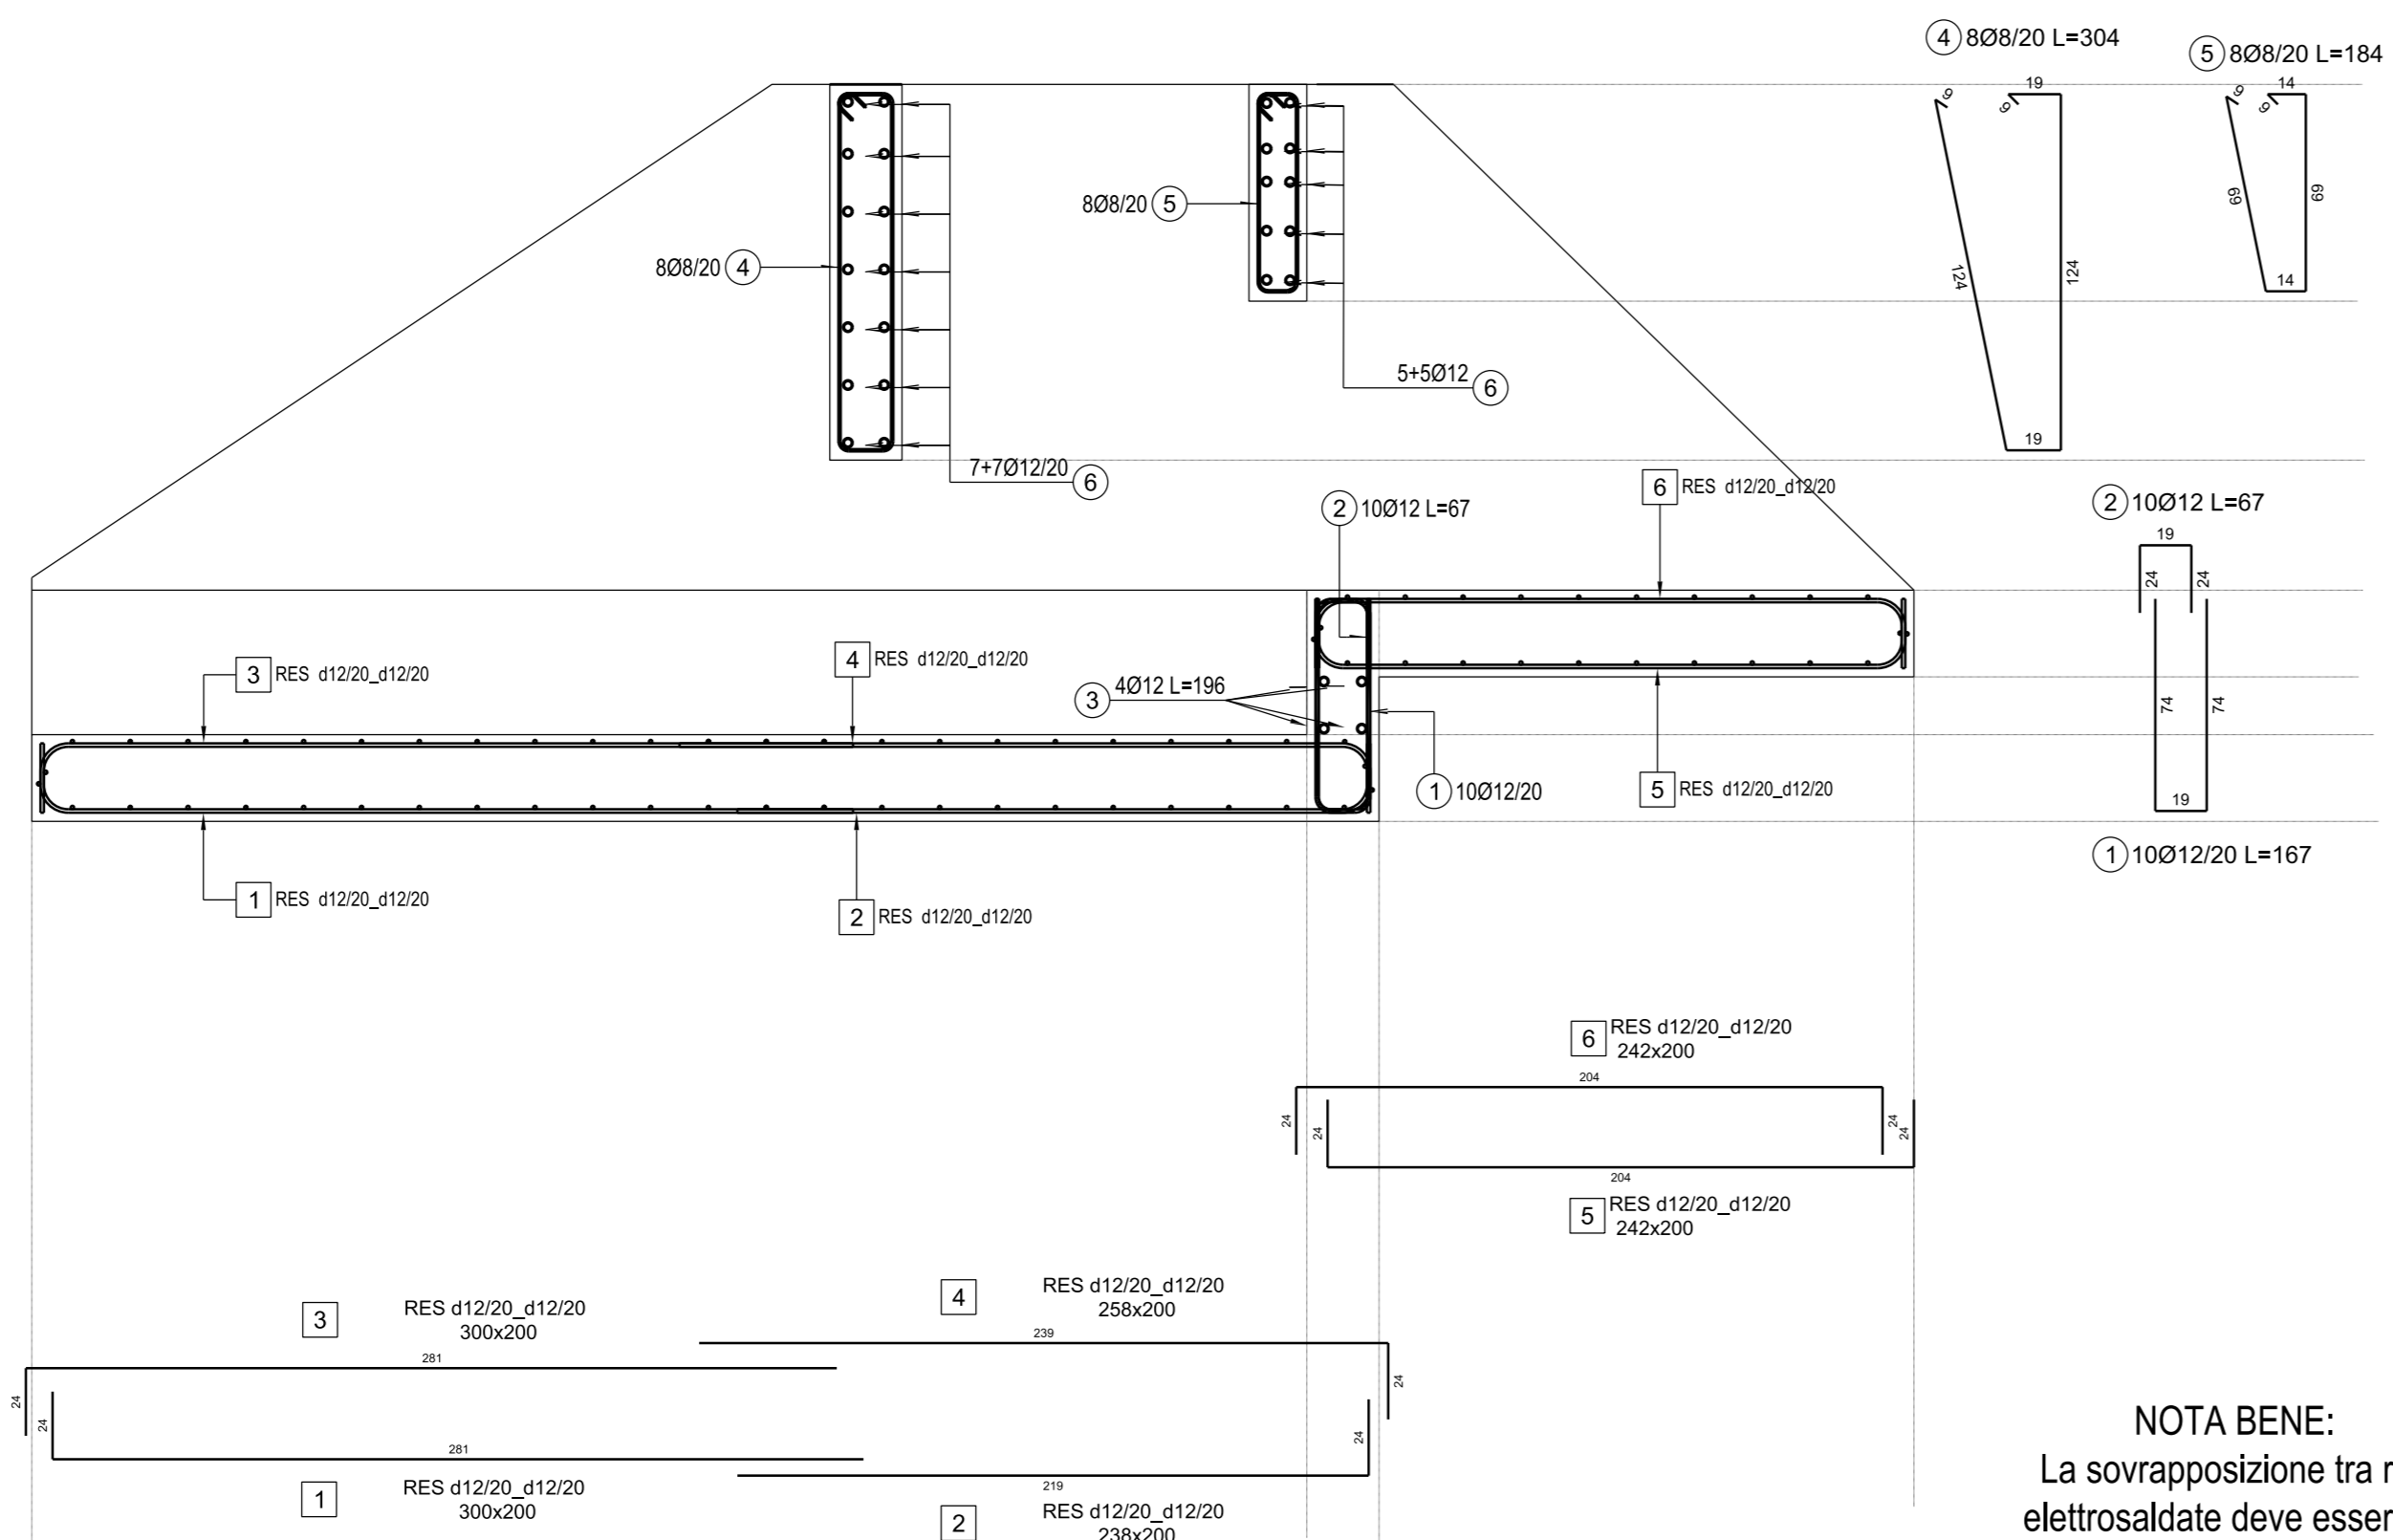 4 8Ø8/20 L=304
5 8Ø8/20 L=184
9
9
19
124
124
19
9
9
14
69
69
14
8Ø8/20 4
8Ø8/20 5
5+5Ø12 6
7+7Ø12/20 6
2 10Ø12 L=67
6 RES d12/20_d12/20
2 10Ø12 L=67
19
24
24
74
74
19
1 10Ø12/20 L=167
3 RES d12/20_d12/20
4 RES d12/20_d12/20
3 4Ø12 L=196
1 10Ø12/20
5 RES d12/20_d12/20
1 RES d12/20_d12/20
2 RES d12/20_d12/20
6 RES d12/20_d12/20
242x200
204
24
24
24
24
204
5 RES d12/20_d12/20
242x200
3 RES d12/20_d12/20
300x200
4 RES d12/20_d12/20
258x200
281
239
24
24
24
24
281
219
1 RES d12/20_d12/20
300x200
2 RES d12/20_d12/20
238x200
NOTA BENE:
La sovrapposizione tra
elettrosaldate deve